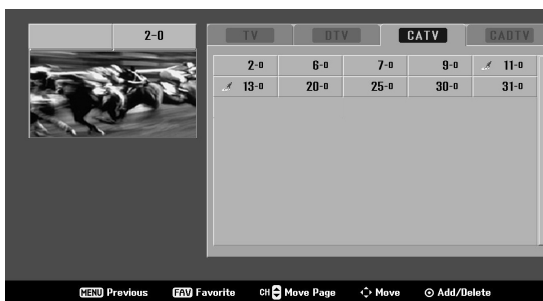 2-0
TV DTV CATV CADTV
2-0 6-0 7-0 9-0 11-0
13-0 20-0 25-0 30-0 31-0
MENU Previous FAV Favorite CH Move Page Move Add/Delete